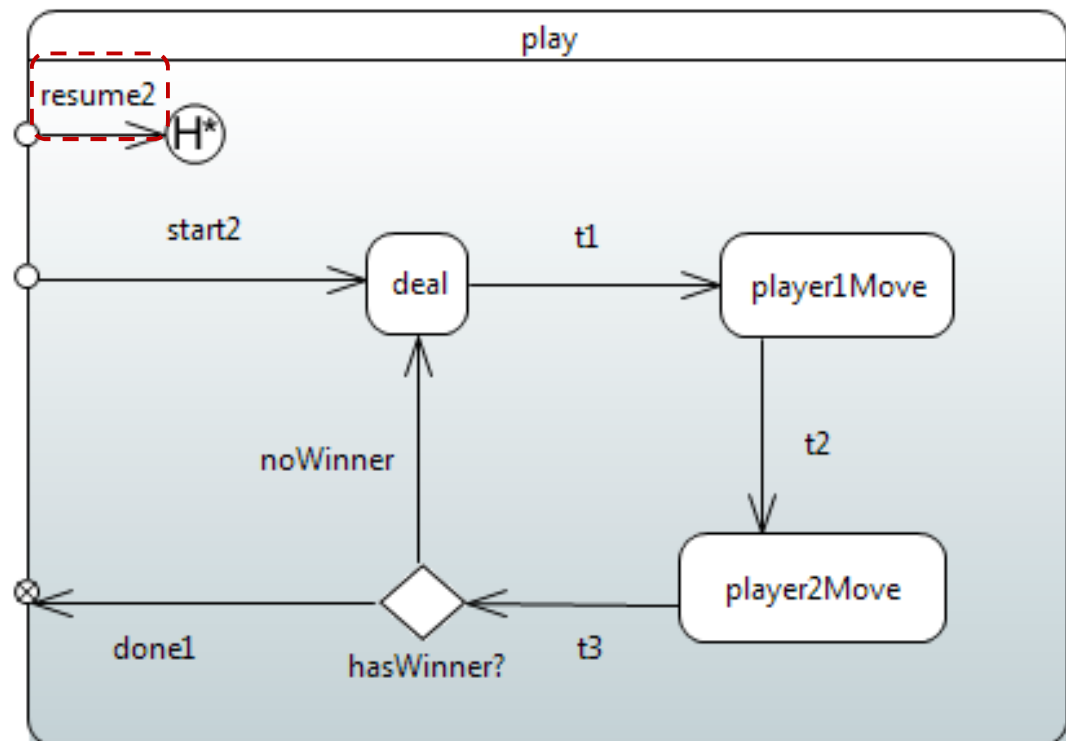 play
resume2
H*
start2
t1
deal
player1Move
noWinner
t2
player2Move
done1
hasWinner?
t3